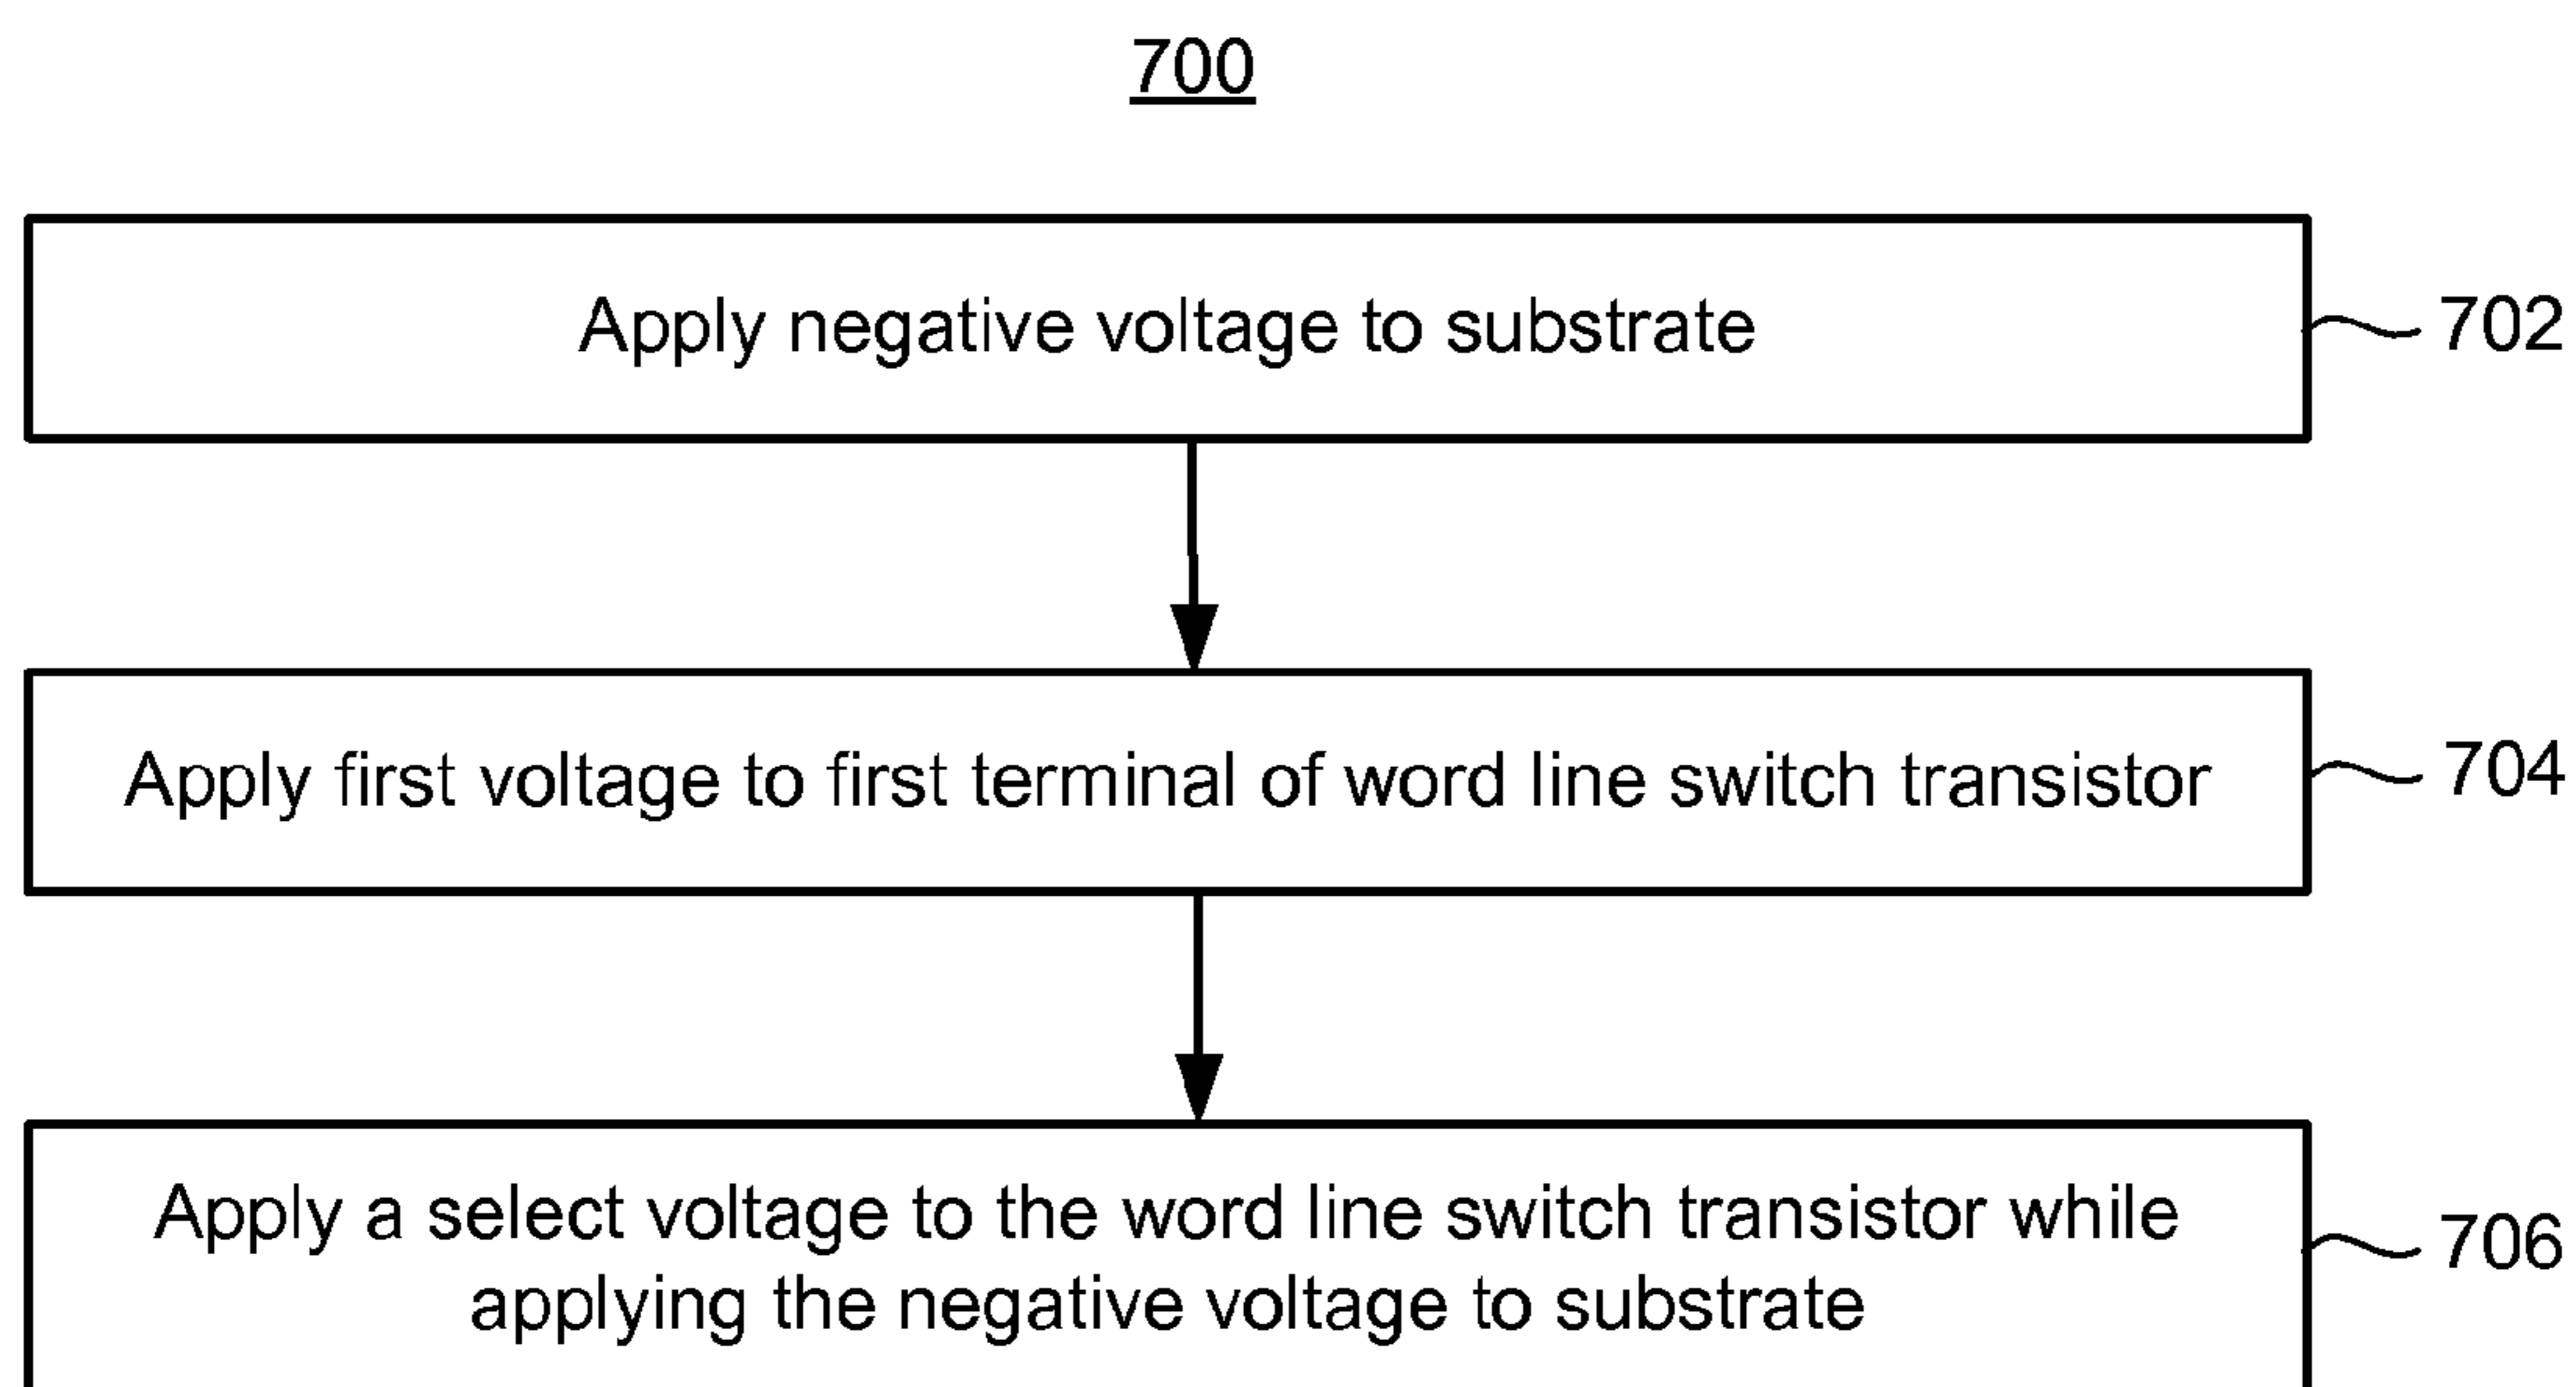 700
Apply negative voltage to substrate
702
Apply first voltage to first terminal of word line switch transistor
704
Apply a select voltage to the word line switch transistor while
applying the negative voltage to substrate
706